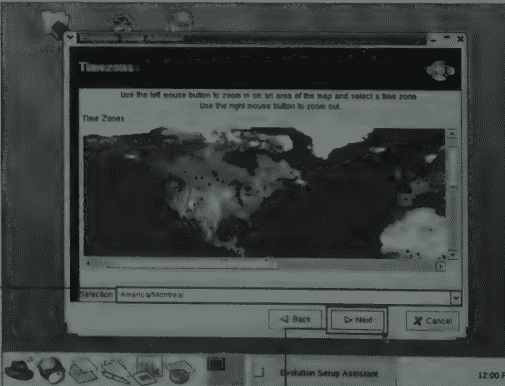 Timezone
Use the left mouse button to zoom in on an area of the map and select a time zone
Use the right mouse button to zoom out
Time Zones
Selection America/Montreal
Back
Next
Cancel
Evolution Setup Assistant
12:00